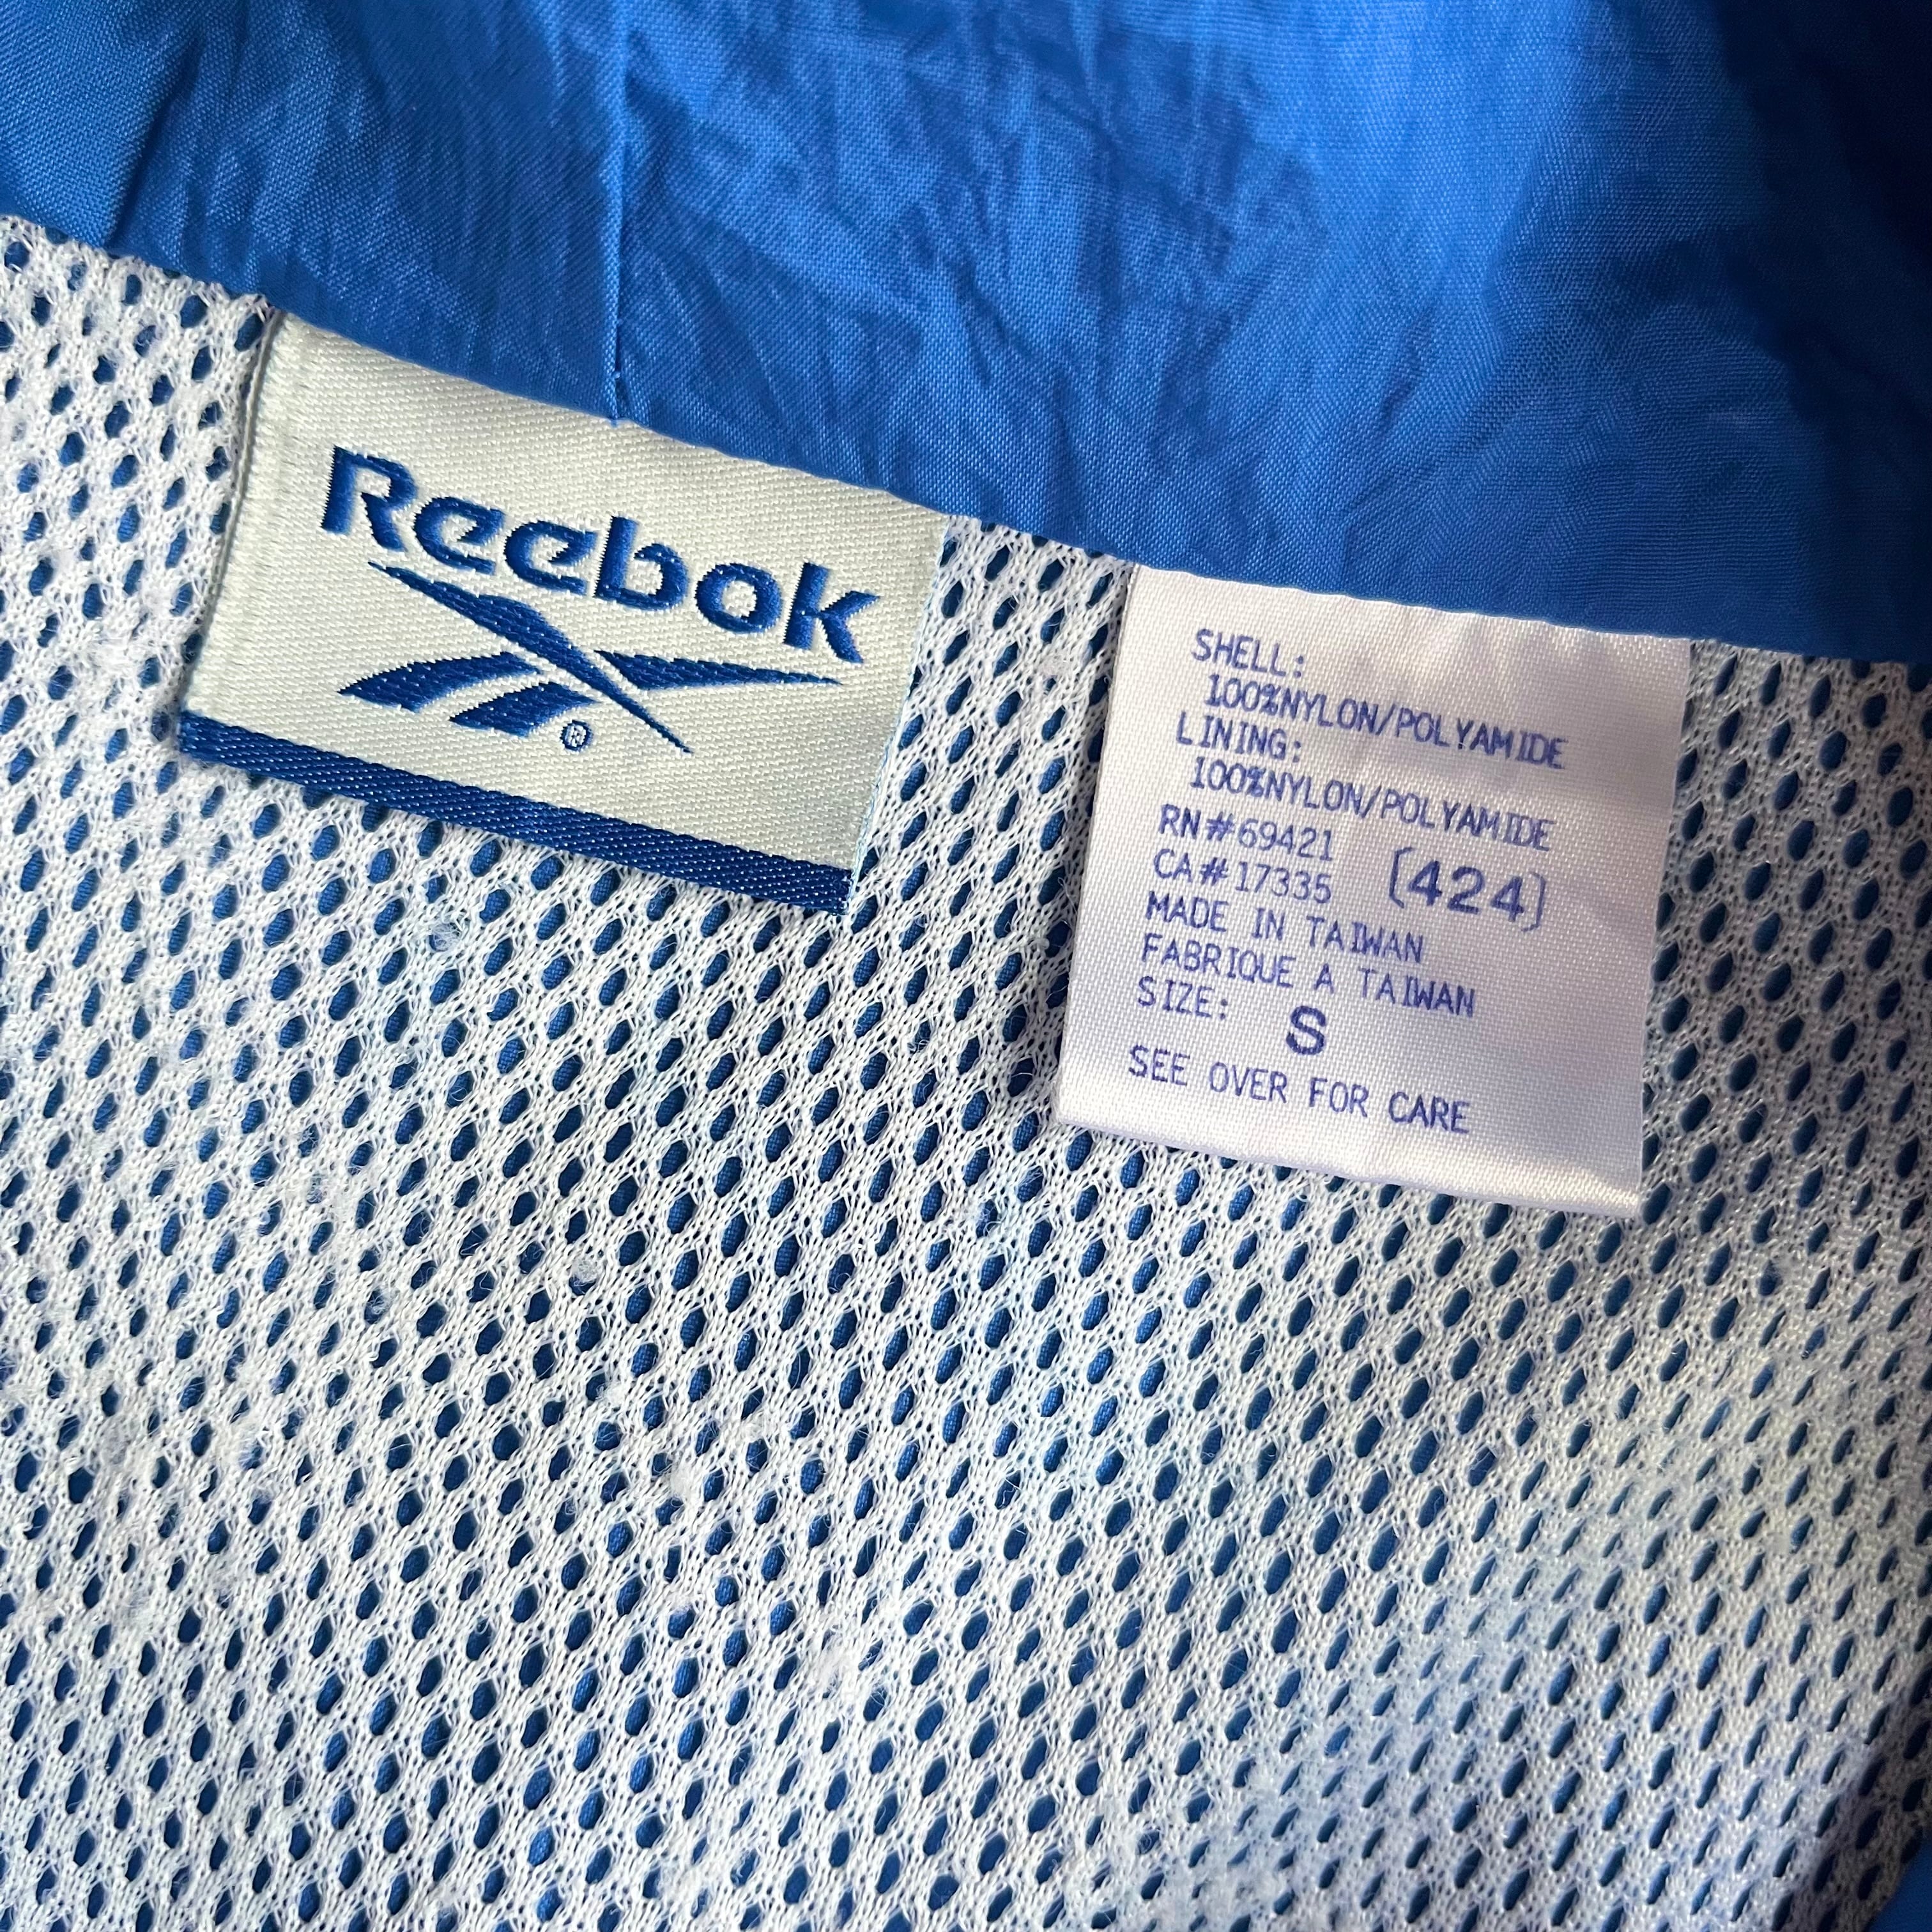 Reebok
®
SHELL:
100%NYLON/POLYAMIDE
LINING:
100%NYLON/POLYAMIDE
RN#69421
CA#17335 [424]
MADE IN TAIWAN
FABRIQUE A TAIWAN
SIZE: S
SEE OVER FOR CARE